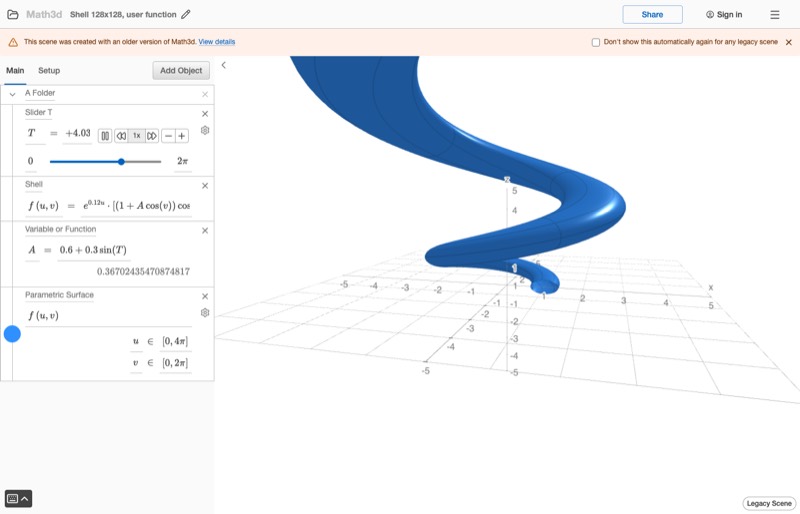 Math3d Shell 128x128, user function Share Sign in
This scene was created with an older version of Math3d. View details Don't show this automatically again for any legacy scene
Main Setup Add Object
A Folder
Slider T
T = +4.03 1x
0 2π
Shell
f (u, v) = e^0.12u · [(1 + A cos(v)) cos
Variable or Function
A = 0.6 + 0.3 sin(T)
0.36702435470874817
Parametric Surface
f (u, v)
u ∈ [0, 4π]
v ∈ [0, 2π]
z
5
4
1
x
-5 -4 -3 -2 -1 1 2 3 4 5
-5 -4 -3 -2 -1 1 2 5
-1
-2
-3
-4
-5
Legacy Scene